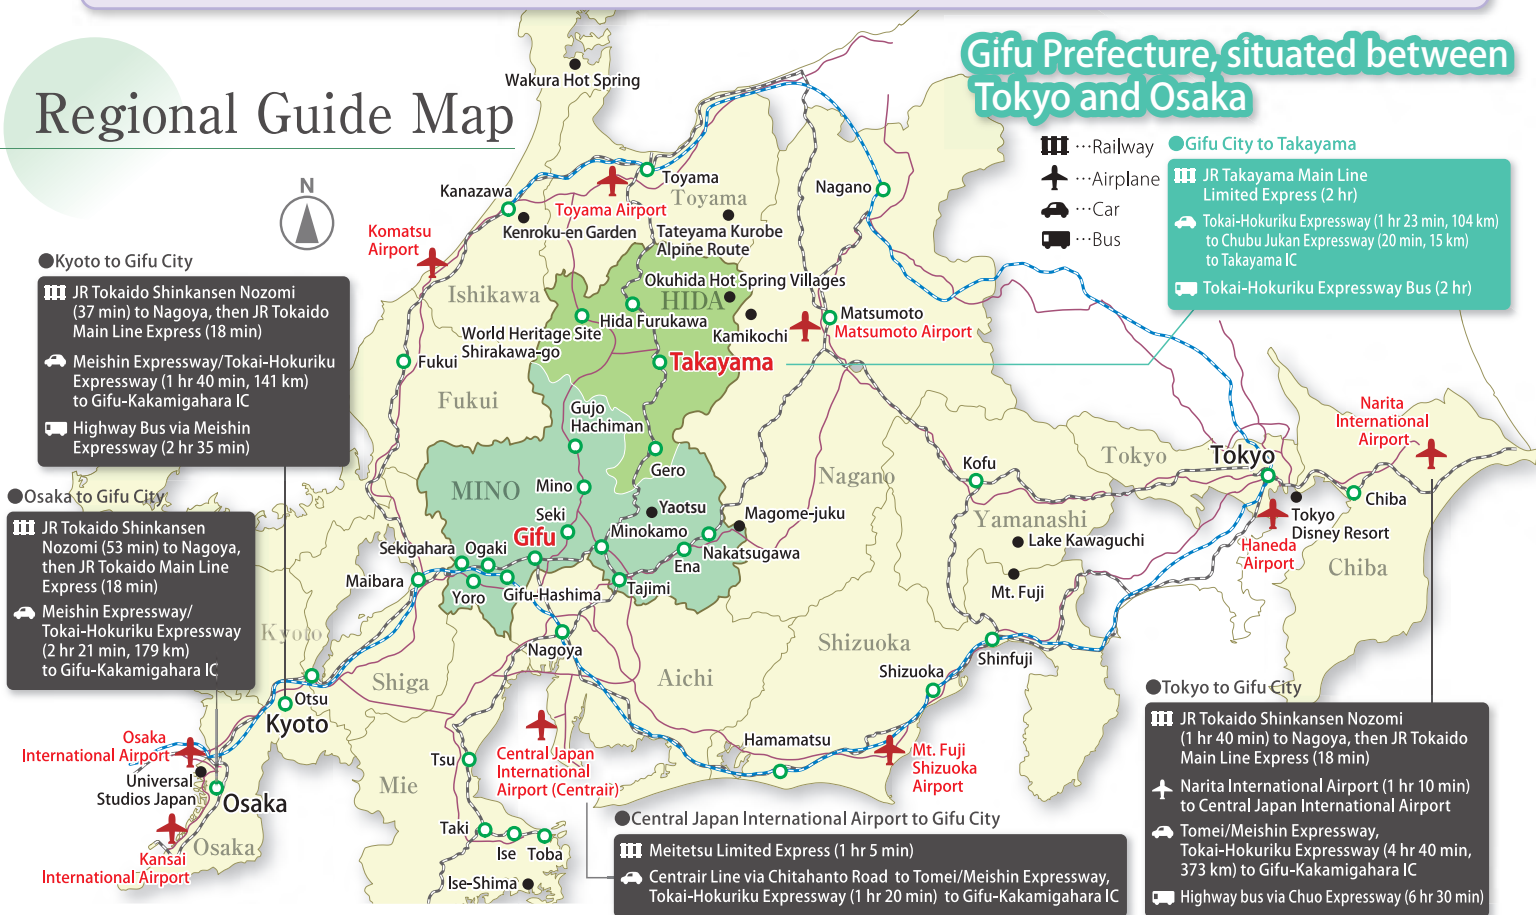 Regional Guide Map
Gifu Prefecture, situated between
Tokyo and Osaka
···Railway
···Airplane
···Car
···Bus
●Gifu City to Takayama
JR Takayama Main Line
Limited Express (2 hr)
Tokai-Hokuriku Expressway (1 hr 23 min, 104 km)
to Chubu Jukan Expressway (20 min, 15 km)
to Takayama IC
Tokai-Hokuriku Expressway Bus (2 hr)
N
●Kyoto to Gifu City
JR Tokaido Shinkansen Nozomi
(37 min) to Nagoya, then JR Tokaido
Main Line Express (18 min)
Meishin Expressway/Tokai-Hokuriku
Expressway (1 hr 40 min, 141 km)
to Gifu-Kakamigahara IC
Highway Bus via Meishin
Expressway (2 hr 35 min)
●Osaka to Gifu City
JR Tokaido Shinkansen
Nozomi (53 min) to Nagoya,
then JR Tokaido Main Line
Express (18 min)
Meishin Expressway/
Tokai-Hokuriku Expressway
(2 hr 21 min, 179 km)
to Gifu-Kakamigahara IC
Wakura Hot Spring
Kanazawa
Toyama
Toyama Airport
Toyama
Kenroku-en Garden
Tateyama Kurobe
Alpine Route
Komatsu
Airport
Nagano
Ishikawa
Okuhida Hot Spring Villages
HIDA
World Heritage Site
Shirakawa-go
Hida Furukawa
Kamikochi
Matsumoto
Matsumoto Airport
Fukui
Takayama
Fukui
Gujo
Hachiman
Gero
MINO
Mino
Seki
Yaotsu
Magome-juku
Nagano
Gifu
Minokamo
Nakatsugawa
Ena
Sekigahara
Ogaki
Maibara
Yoro
Gifu-Hashima
Tajimi
Kofu
Tokyo
Tokyo
Narita
International
Airport
Chiba
Tokyo
Disney Resort
Haneda
Airport
Chiba
Yamanashi
Lake Kawaguchi
Mt. Fuji
Kyoto
Nagoya
Shizuoka
Shinfuji
Shizuoka
Aichi
Shiga
Otsu
Kyoto
Osaka
International Airport
Universal
Studios Japan
Osaka
Kansai
International Airport
Osaka
Mie
Tsu
Taki
Ise
Toba
Ise-Shima
Central Japan
International
Airport (Centrair)
Hamamatsu
Mt. Fuji
Shizuoka
Airport
●Central Japan International Airport to Gifu City
Meitetsu Limited Express (1 hr 5 min)
Centrair Line via Chitahanto Road to Tomei/Meishin Expressway,
Tokai-Hokuriku Expressway (1 hr 20 min) to Gifu-Kakamigahara IC
●Tokyo to Gifu City
JR Tokaido Shinkansen Nozomi
(1 hr 40 min) to Nagoya, then JR Tokaido
Main Line Express (18 min)
Narita International Airport (1 hr 10 min)
to Central Japan International Airport
Tomei/Meishin Expressway,
Tokai-Hokuriku Expressway (4 hr 40 min,
373 km) to Gifu-Kakamigahara IC
Highway bus via Chuo Expressway (6 hr 30 min)